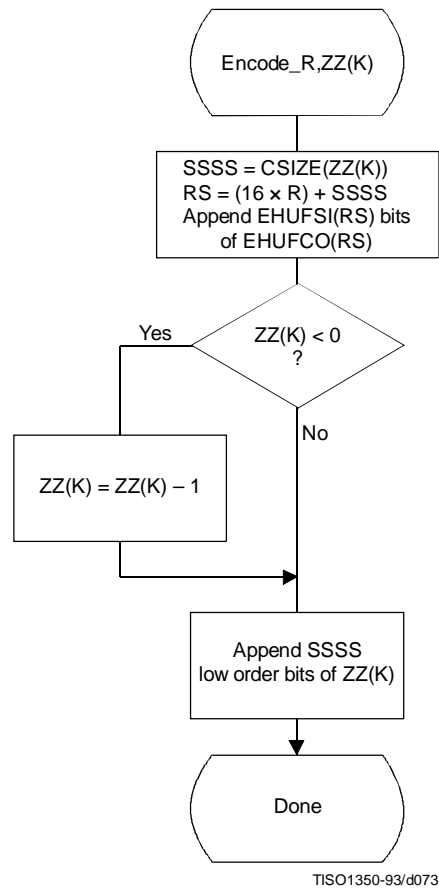 Encode_R,ZZ(K)
SSSS = CSIZE(ZZ(K))
RS = (16 × R) + SSSS
Append EHUFSI(RS) bits
of EHUFCO(RS)
ZZ(K) < 0
?
Yes
No
ZZ(K) = ZZ(K) – 1
Append SSSS
low order bits of ZZ(K)
Done
TISO1350-93/d073